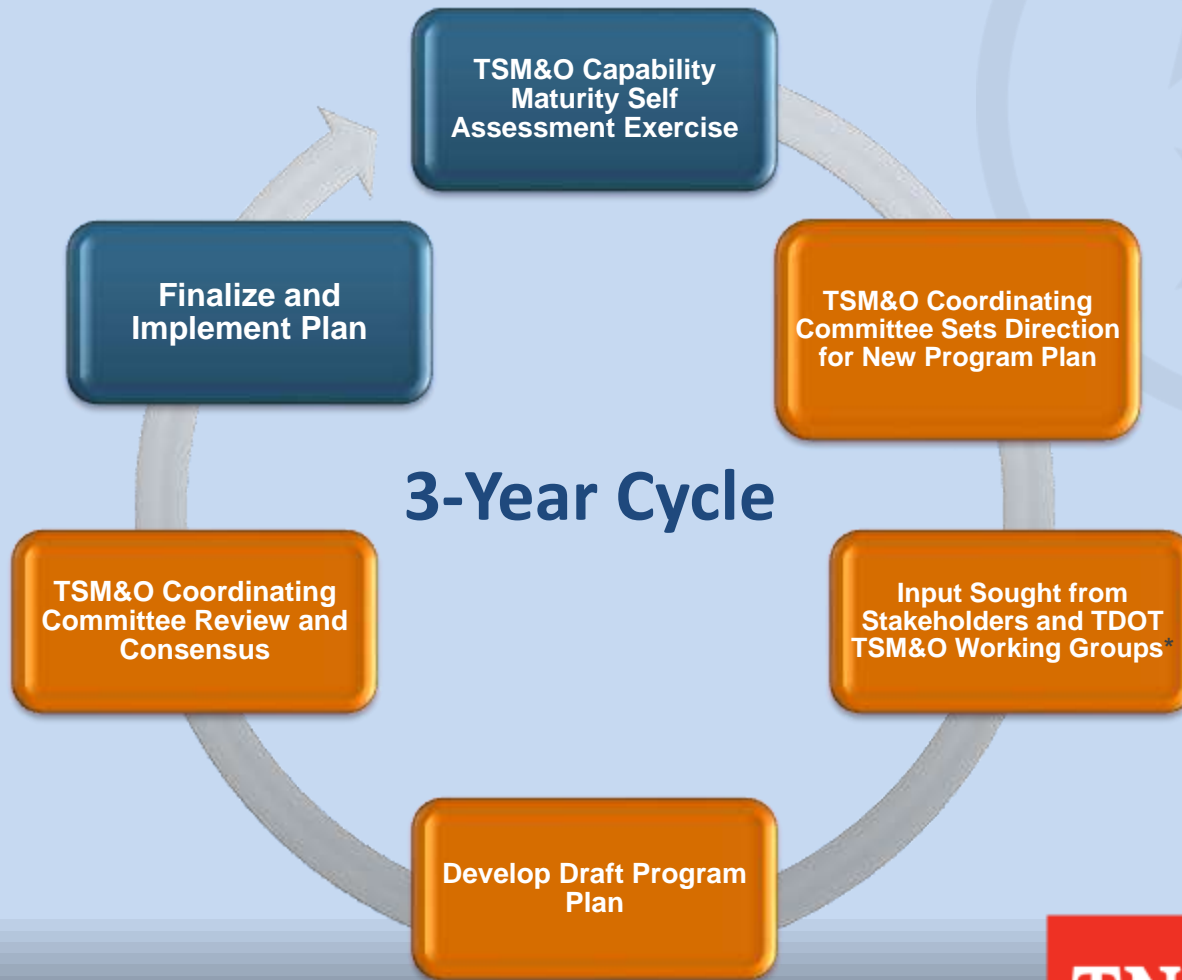 TSM&O Capability
Maturity Self
Assessment Exercise
Finalize and
Implement Plan
TSM&O Coordinating
Committee Sets Direction
for New Program Plan
3-Year Cycle
TSM&O Coordinating
Committee Review and
Consensus
Input Sought from
Stakeholders and TDOT
TSM&O Working Groups*
Develop Draft Program
Plan
TN